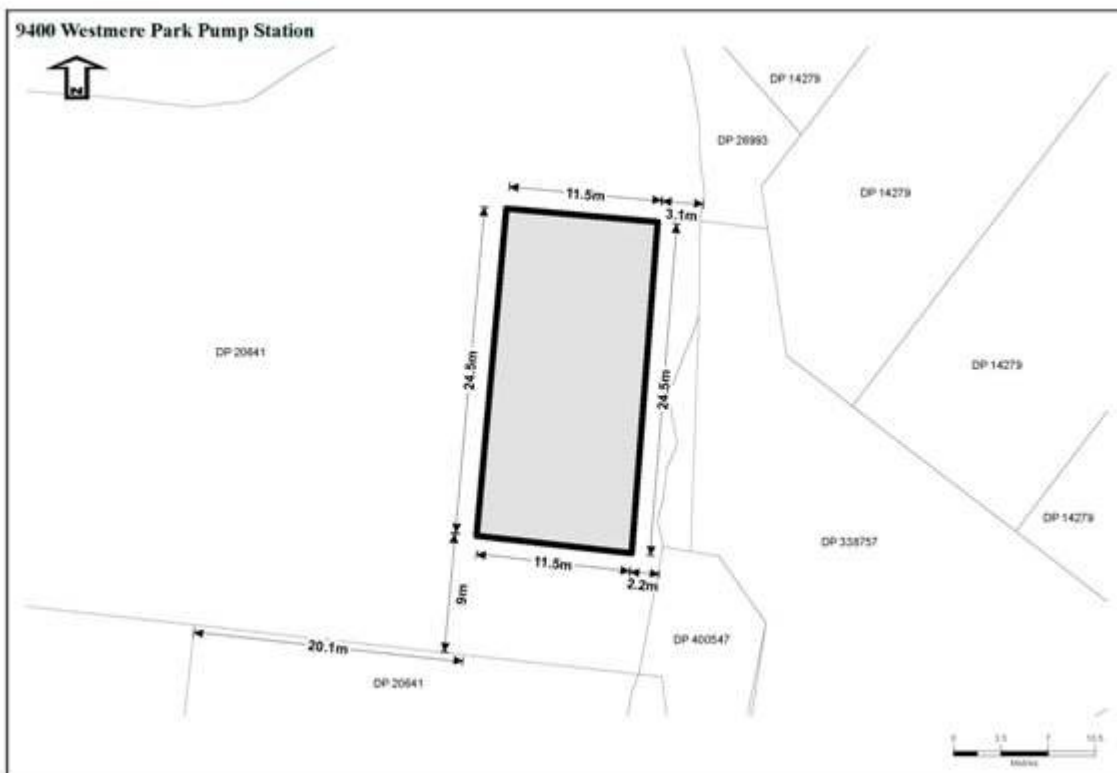 9400 Westmere Park Pump Station
N
DP 14279
DP 26993
11.5m
3.1m
DP 14279
DP 20641
24.5m
24.5m
DP 14279
DP 14279
DP 338757
11.5m
2.2m
9m
20.1m
DP 400547
DP 20641
0 3.5 7 10.5
Metres